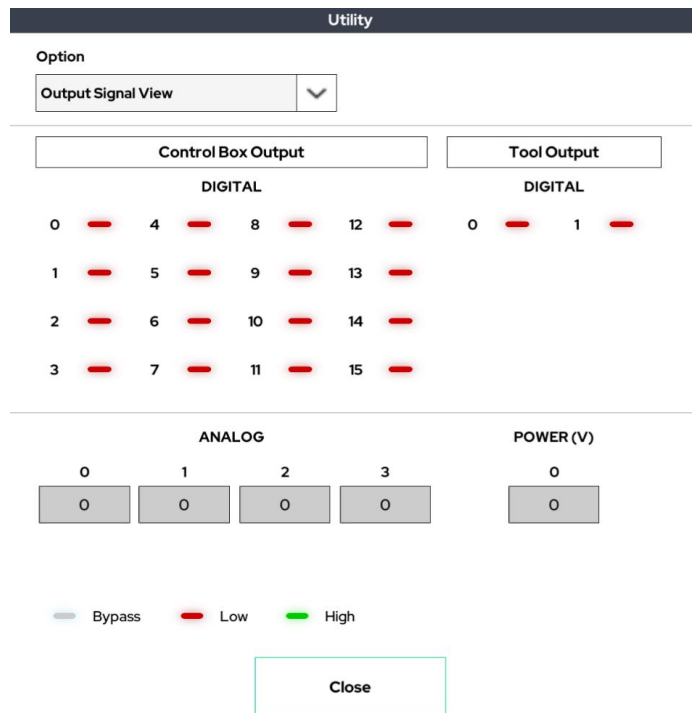 Utility
Option
Output Signal View
Control Box Output Tool Output
DIGITAL DIGITAL
0 4 8 12 0 1
1 5 9 13
2 6 10 14
3 7 11 15
ANALOG POWER (V)
0 1 2 3 0
0 0 0 0 0
Bypass Low High
Close